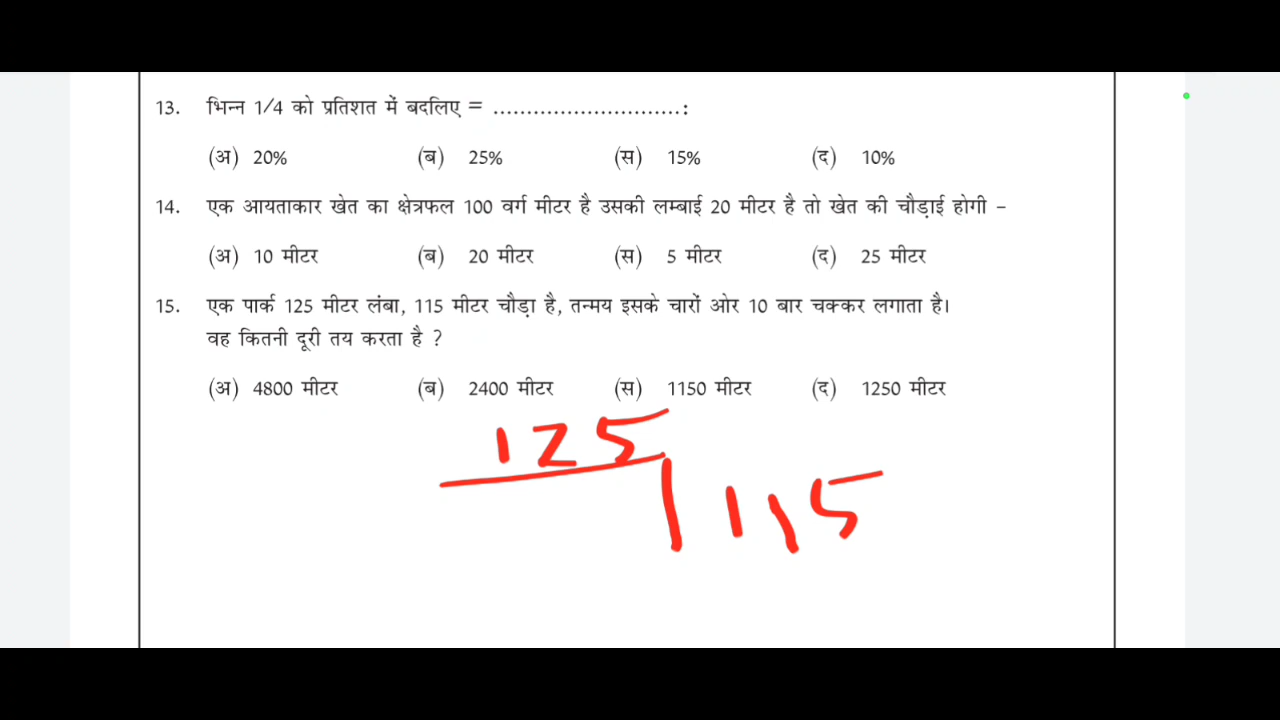 13. भिन्न 1/4 को प्रतिशत में बदलिए = ............................:
(अ) 20% (ब) 25% (स) 15% (द) 10%
14. एक आयताकार खेत का क्षेत्रफल 100 वर्ग मीटर है उसकी लम्बाई 20 मीटर है तो खेत की चौड़ाई होगी –
(अ) 10 मीटर (ब) 20 मीटर (स) 5 मीटर (द) 25 मीटर
15. एक पार्क 125 मीटर लंबा, 115 मीटर चौड़ा है, तन्मय इसके चारों ओर 10 बार चक्कर लगाता है।
वह कितनी दूरी तय करता है ?
(अ) 4800 मीटर (ब) 2400 मीटर (स) 1150 मीटर (द) 1250 मीटर
125
115